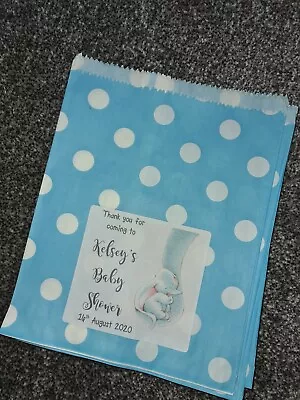 Thank you for
coming to
Kelsey's
Baby
Shower
14th August 2020